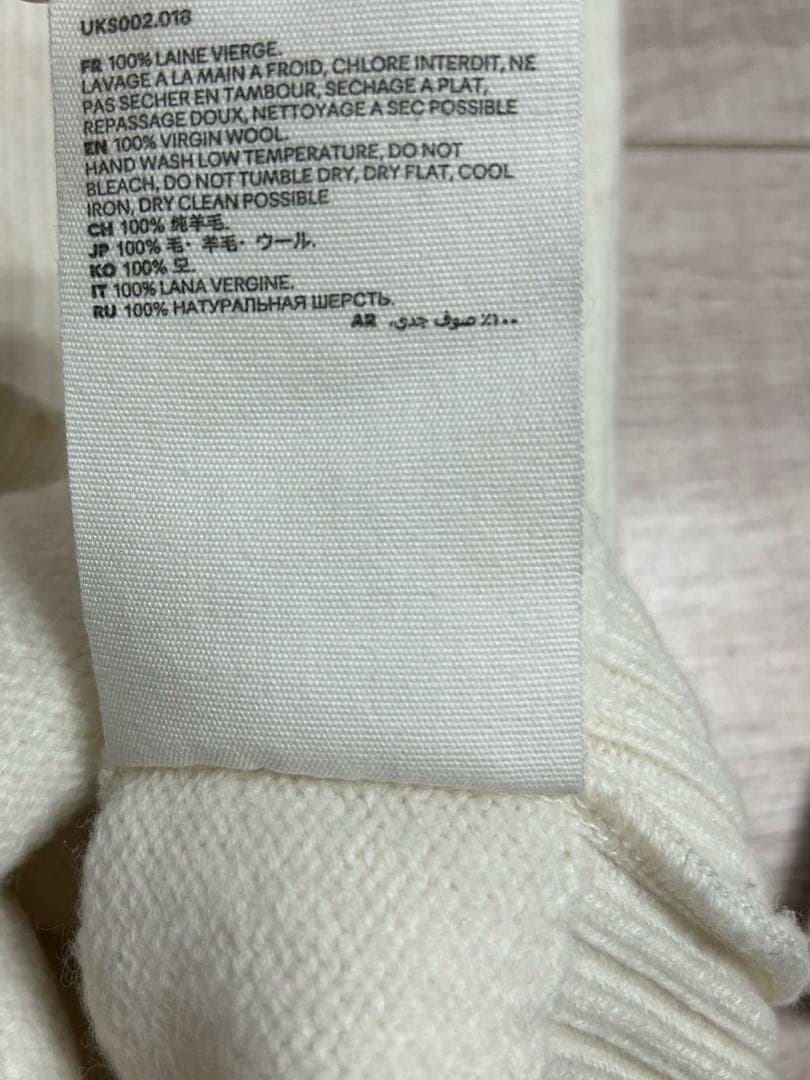 UKS002.018
FR 100% LAINE VIERGE.
LAVAGE A LA MAIN A FROID, CHLORE INTERDIT, NE
PAS SECHER EN TAMBOUR, SECHAGE A PLAT,
REPASSAGE DOUX, NETTOYAGE A SEC POSSIBLE
EN 100% VIRGIN WOOL.
HAND WASH LOW TEMPERATURE, DO NOT
BLEACH, DO NOT TUMBLE DRY, DRY FLAT, COOL
IRON, DRY CLEAN POSSIBLE
CH 100% 纯羊毛.
JP 100% 毛・羊毛・ウール.
KO 100% 모.
IT 100% LANA VERGINE.
RU 100% НАТУРАЛЬНАЯ ШЕРСТЬ.
AR ١٠٠٪ صوف جدي.